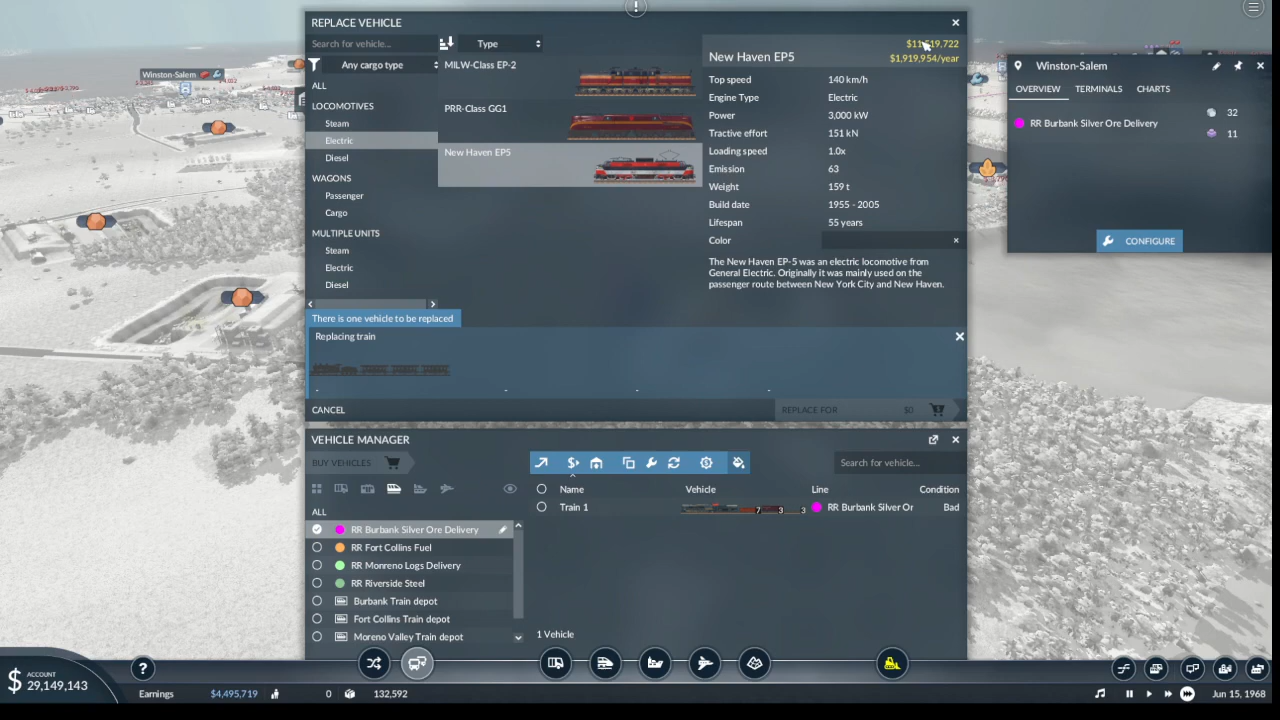 REPLACE VEHICLE
Search for vehicle...
Type
Any cargo type
ALL
LOCOMOTIVES
Steam
Electric
Diesel
WAGONS
Passenger
Cargo
MULTIPLE UNITS
Steam
Electric
Diesel
MILW-Class EP-2
PRR-Class GG1
New Haven EP5
New Haven EP5
$1,919,954/year
Top speed 140 km/h
Engine Type Electric
Power 3,000 kW
Tractive effort 151 kN
Loading speed 1.0x
Emission 63
Weight 159 t
Build date 1955 - 2005
Lifespan 55 years
Color
The New Haven EP-5 was an electric locomotive from
General Electric. Originally it was mainly used on the
passenger route between New York City and New Haven.
There is one vehicle to be replaced
Replacing train
CANCEL
REPLACE FOR $0
Winston-Salem
Winston-Salem
OVERVIEW TERMINALS CHARTS
RR Burbank Silver Ore Delivery
32
11
CONFIGURE
VEHICLE MANAGER
BUY VEHICLES
Search for vehicle...
ALL
RR Burbank Silver Ore Delivery
RR Fort Collins Fuel
RR Monreno Logs Delivery
RR Riverside Steel
Burbank Train depot
Fort Collins Train depot
Moreno Valley Train depot
Name Vehicle Line Condition
Train 1 7 3 3 RR Burbank Silver Or Bad
1 Vehicle
$ ACCOUNT
29,149,143
?
Earnings $4,495,719 0 132,592
Jun 15, 1968